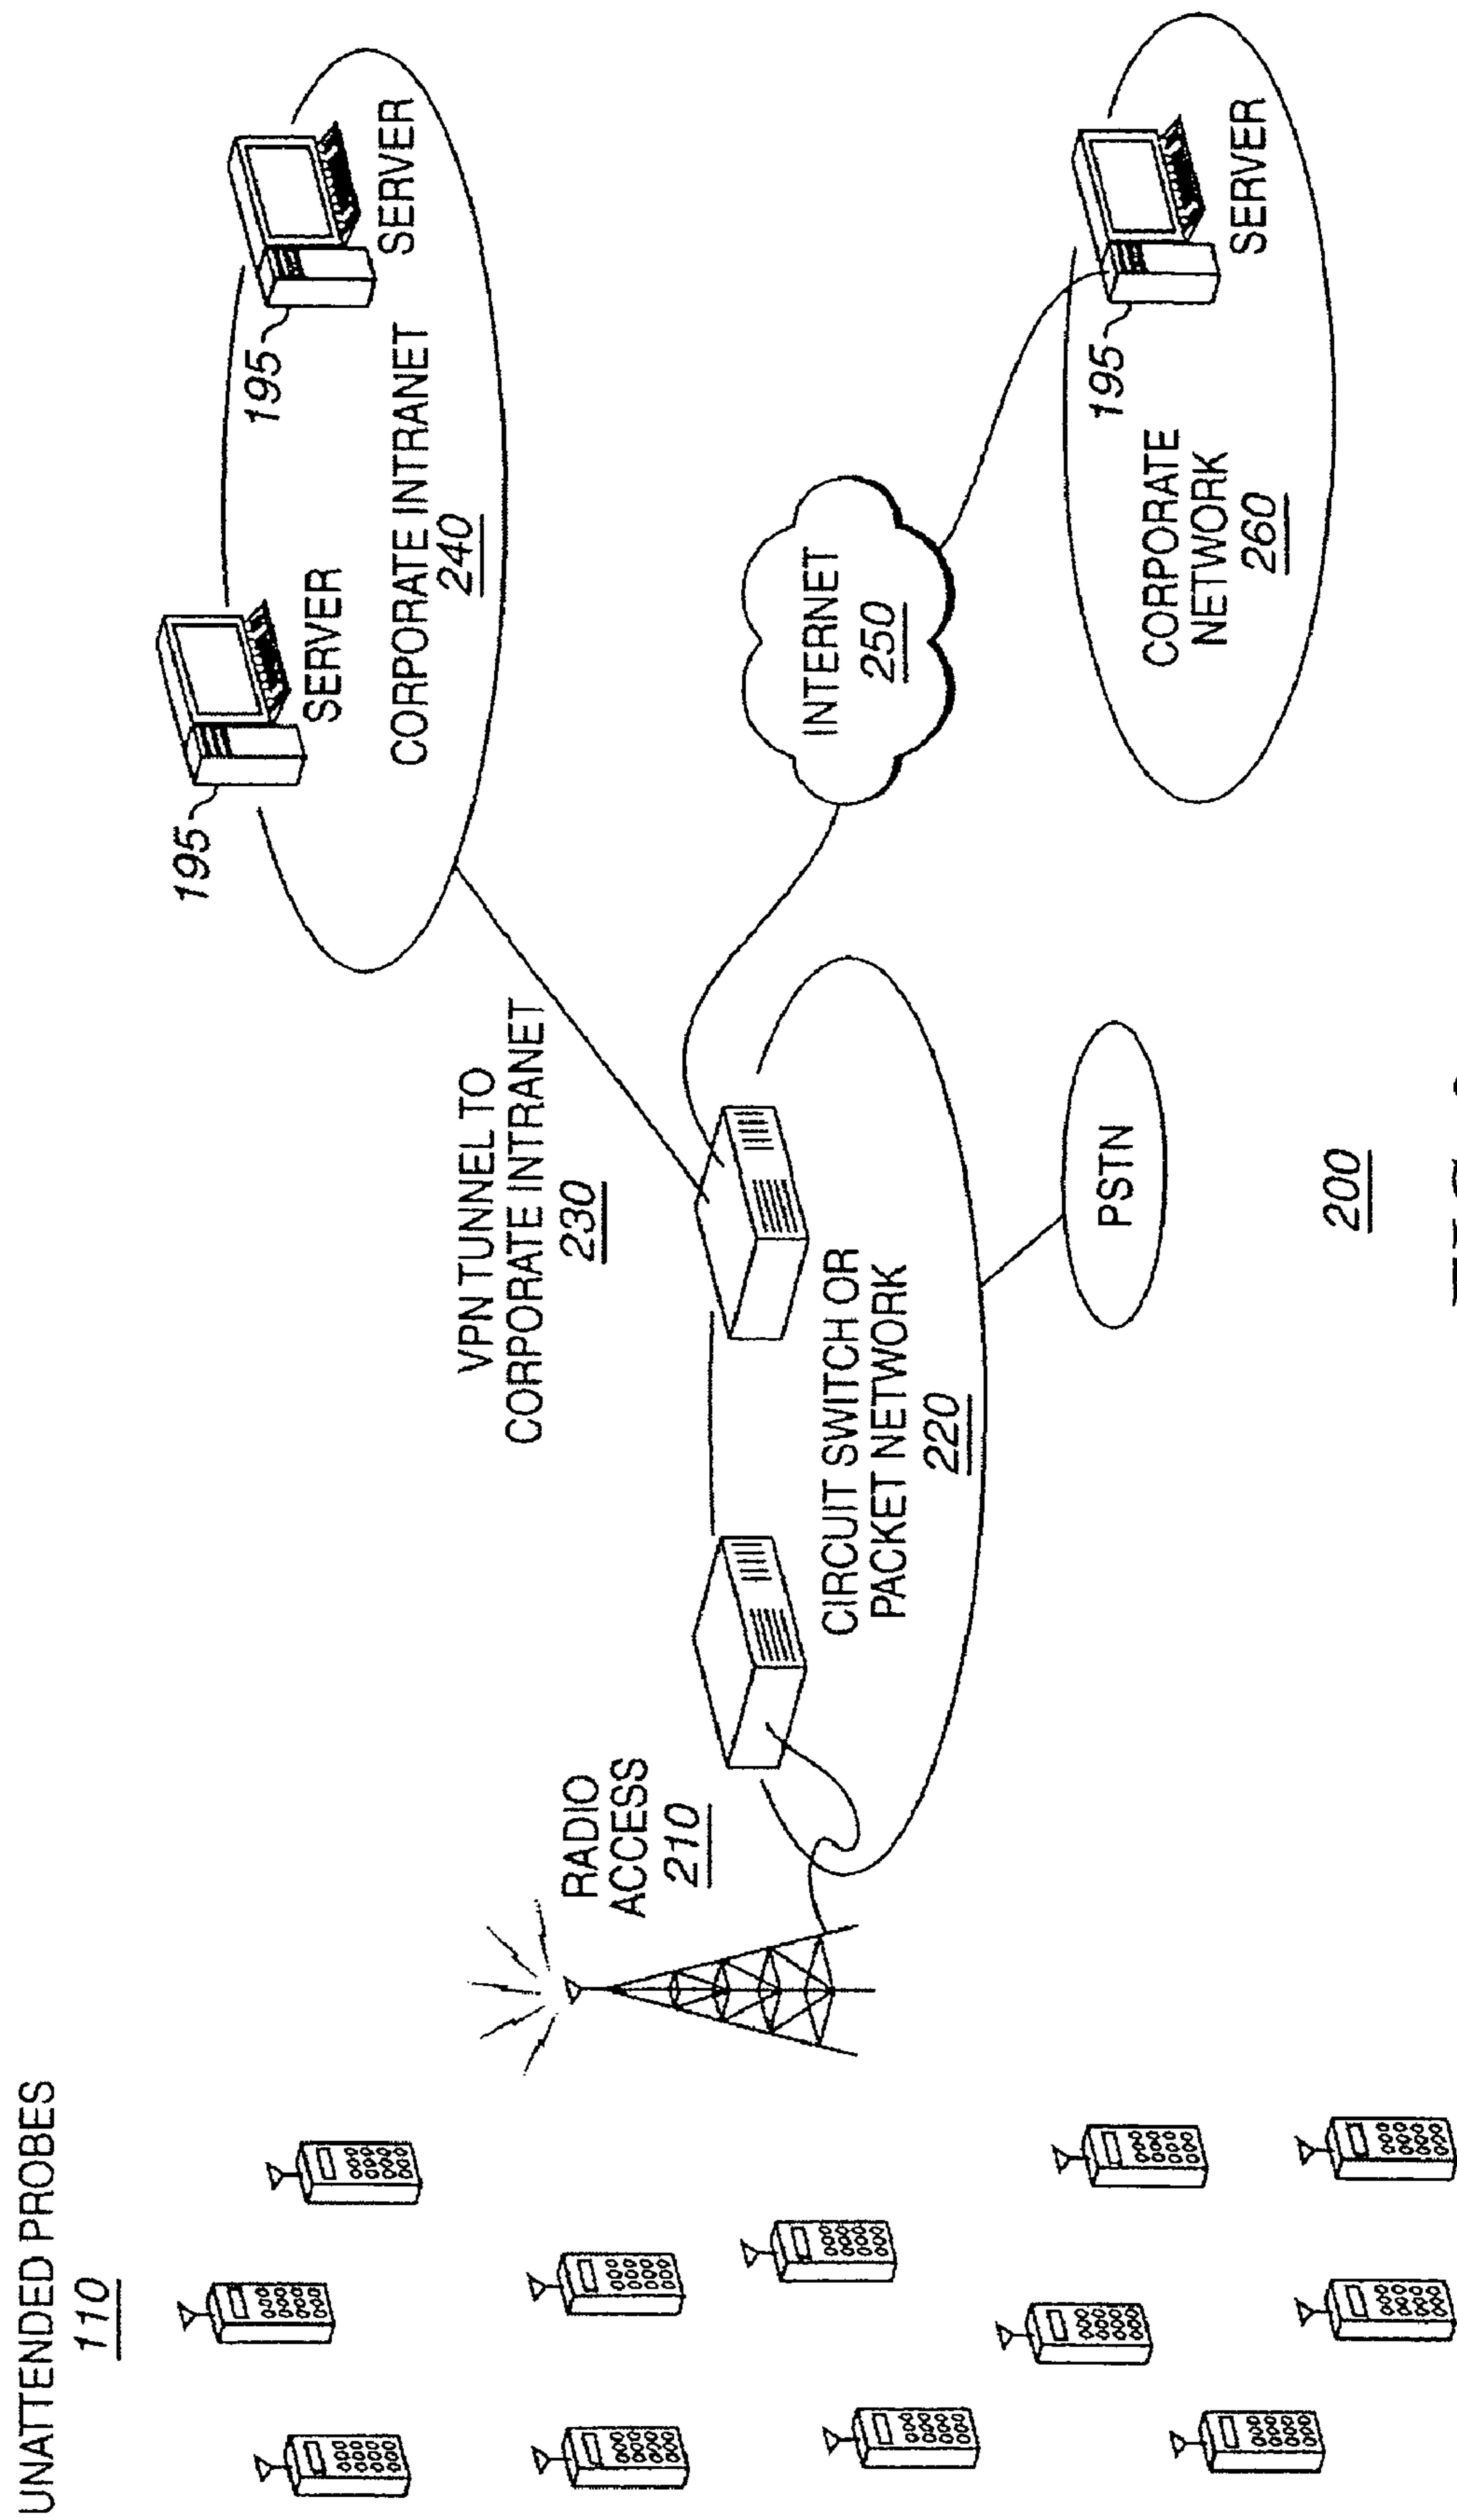 UNATTENDED PROBES
110
RADIO
ACCESS
210
VPN TUNNEL TO
CORPORATE INTRANET
230
195
SERVER
195
SERVER
CORPORATE INTRANET
240
CIRCUIT SWITCH OR
PACKET NETWORK
220
INTERNET
250
195
SERVER
CORPORATE
NETWORK
260
PSTN
200